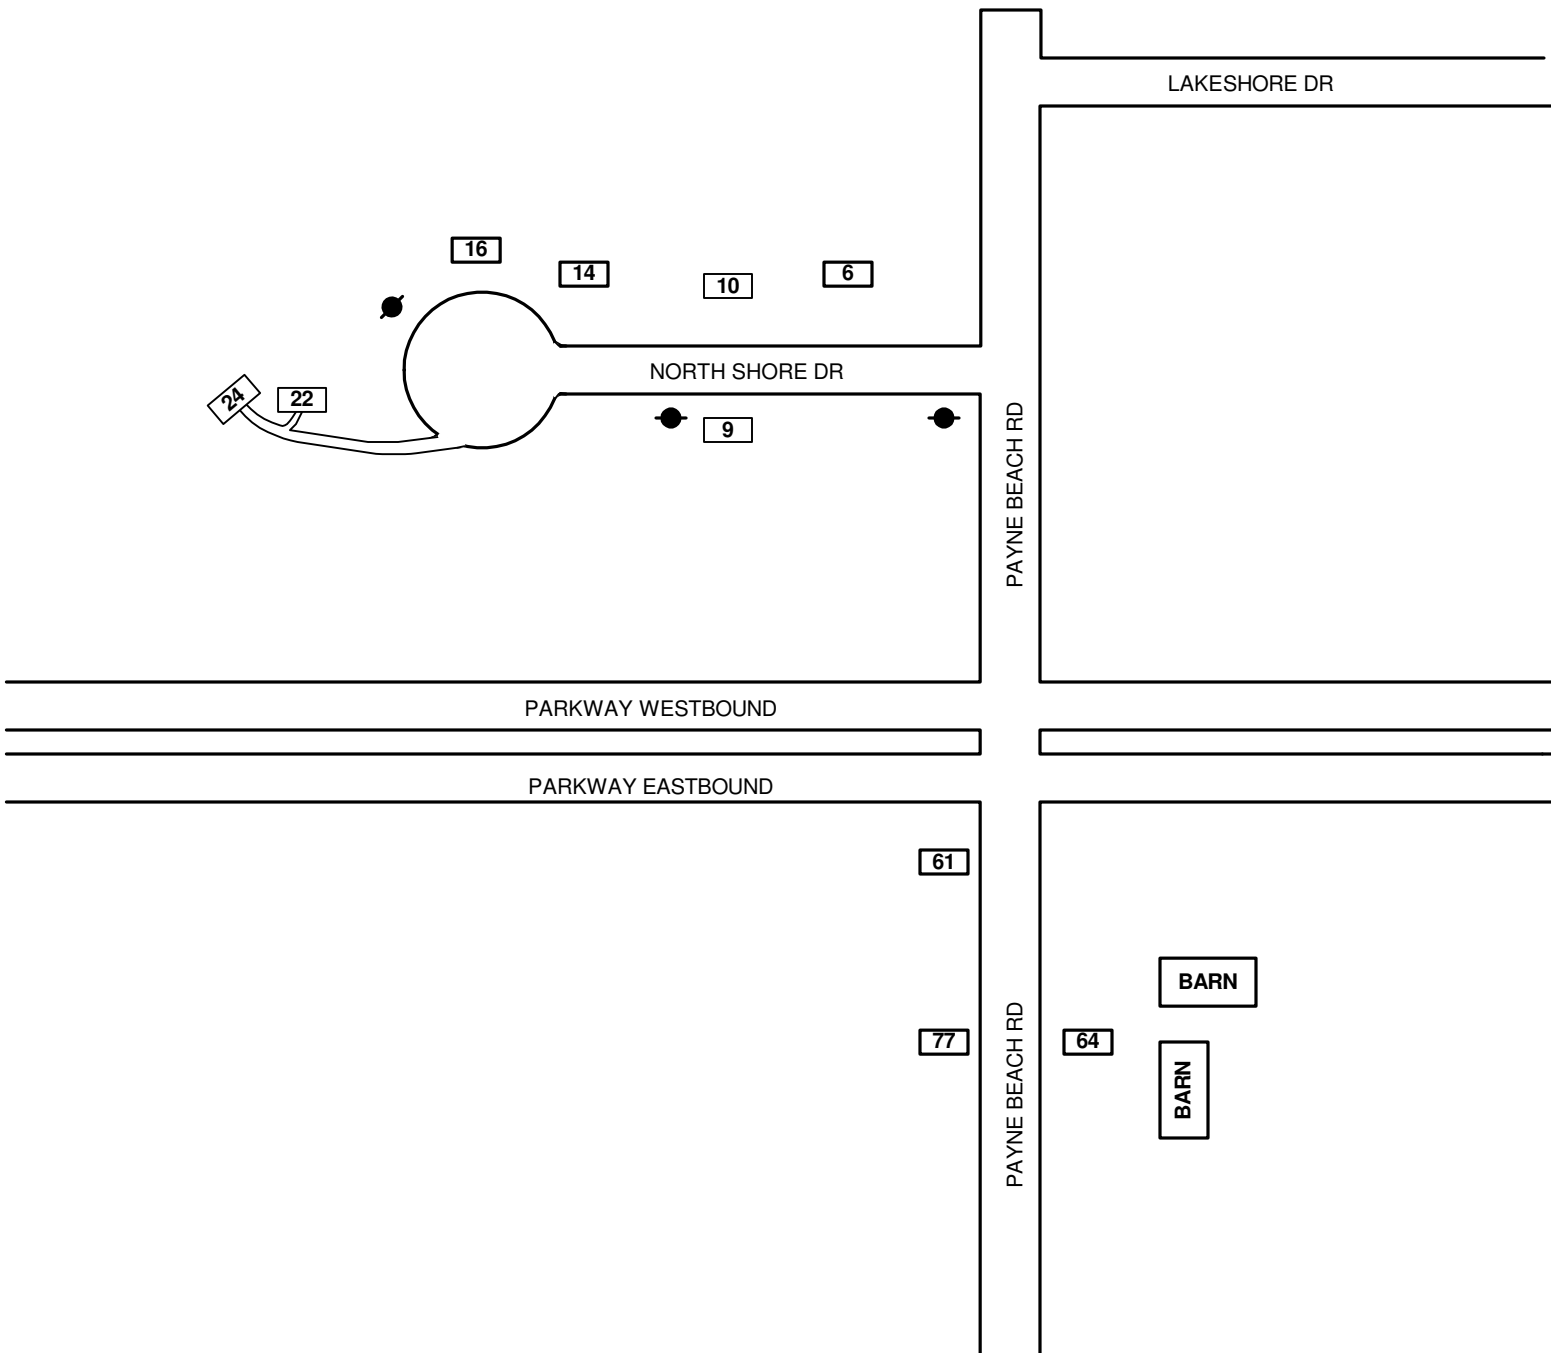 LAKESHORE DR
16
14
10
6
NORTH SHORE DR
24
22
9
PAYNE BEACH RD
PARKWAY WESTBOUND
PARKWAY EASTBOUND
61
BARN
77
PAYNE BEACH RD
64
BARN